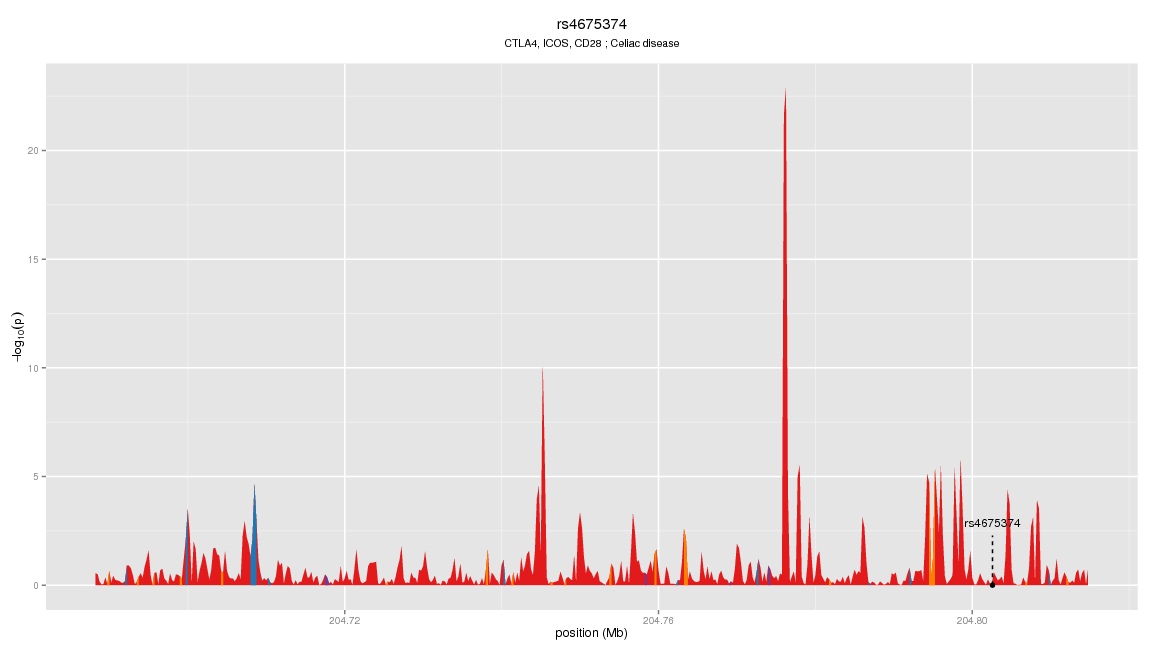 rs4675374
CTLA4, ICOS, CD28 ; Celiac disease
−log10(p)
20
15
10
5
0
rs4675374
204.72
204.76
204.80
position (Mb)